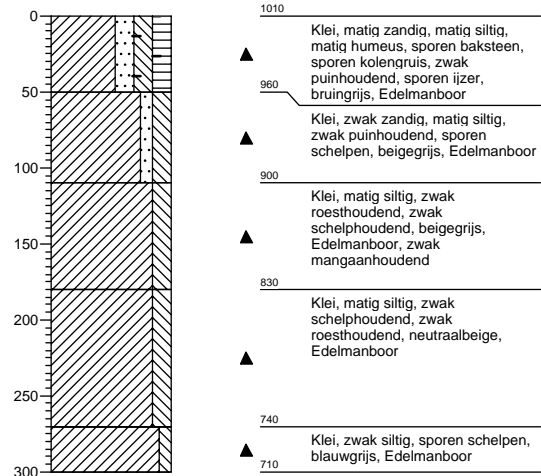 0
1010
Klei, matig zandig, matig siltig,
matig humeus, sporen baksteen,
sporen kolengruis, zwak
puinhoudend, sporen ijzer,
bruingrijs, Edelmanboor
50
960
Klei, zwak zandig, matig siltig,
zwak puinhoudend, sporen
schelpen, beigegrijs, Edelmanboor
100
900
Klei, matig siltig, zwak
roesthoudend, zwak
schelphoudend, beigegrijs,
Edelmanboor, zwak
mangaanhoudend
150
830
Klei, matig siltig, zwak
schelphoudend, zwak
roesthoudend, neutraalbeige,
Edelmanboor
200
250
740
Klei, zwak siltig, sporen schelpen,
blauwgrijs, Edelmanboor
300
710